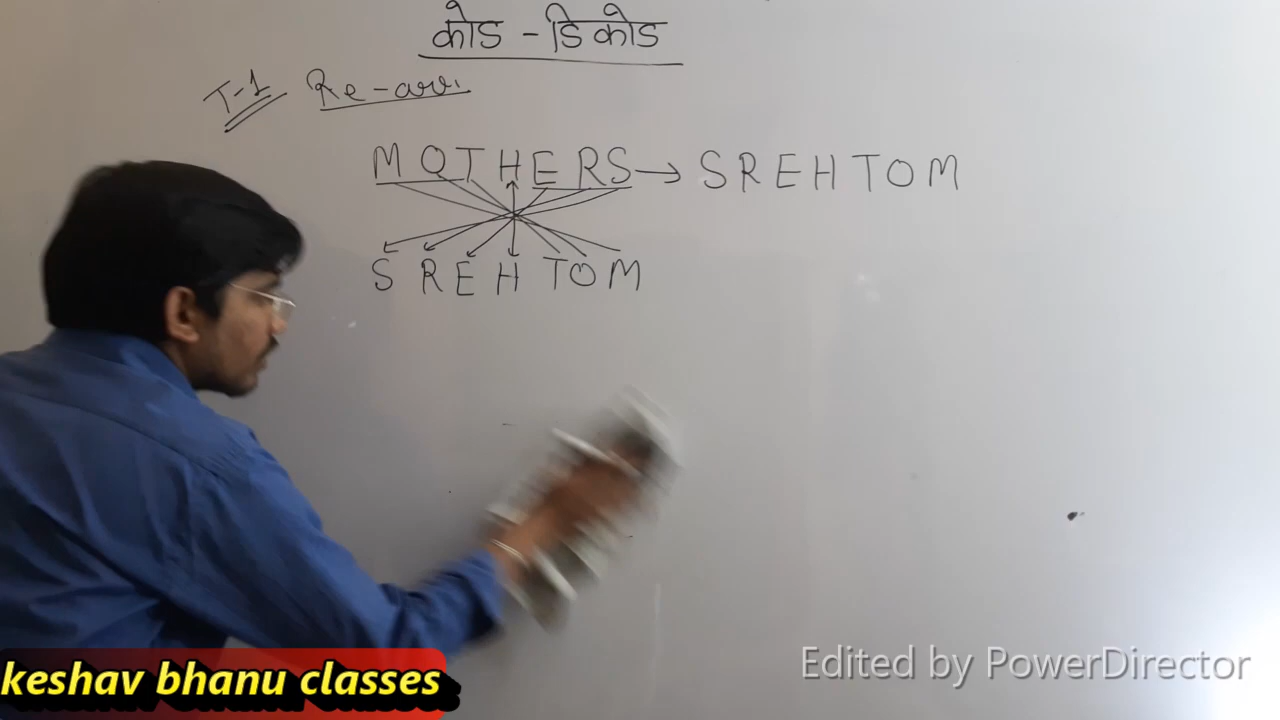 कोड - डिकोड
T-1 Re-arr.
MOTHERS → SREHTOM
SREHTOM
keshav bhanu classes
Edited by PowerDirector